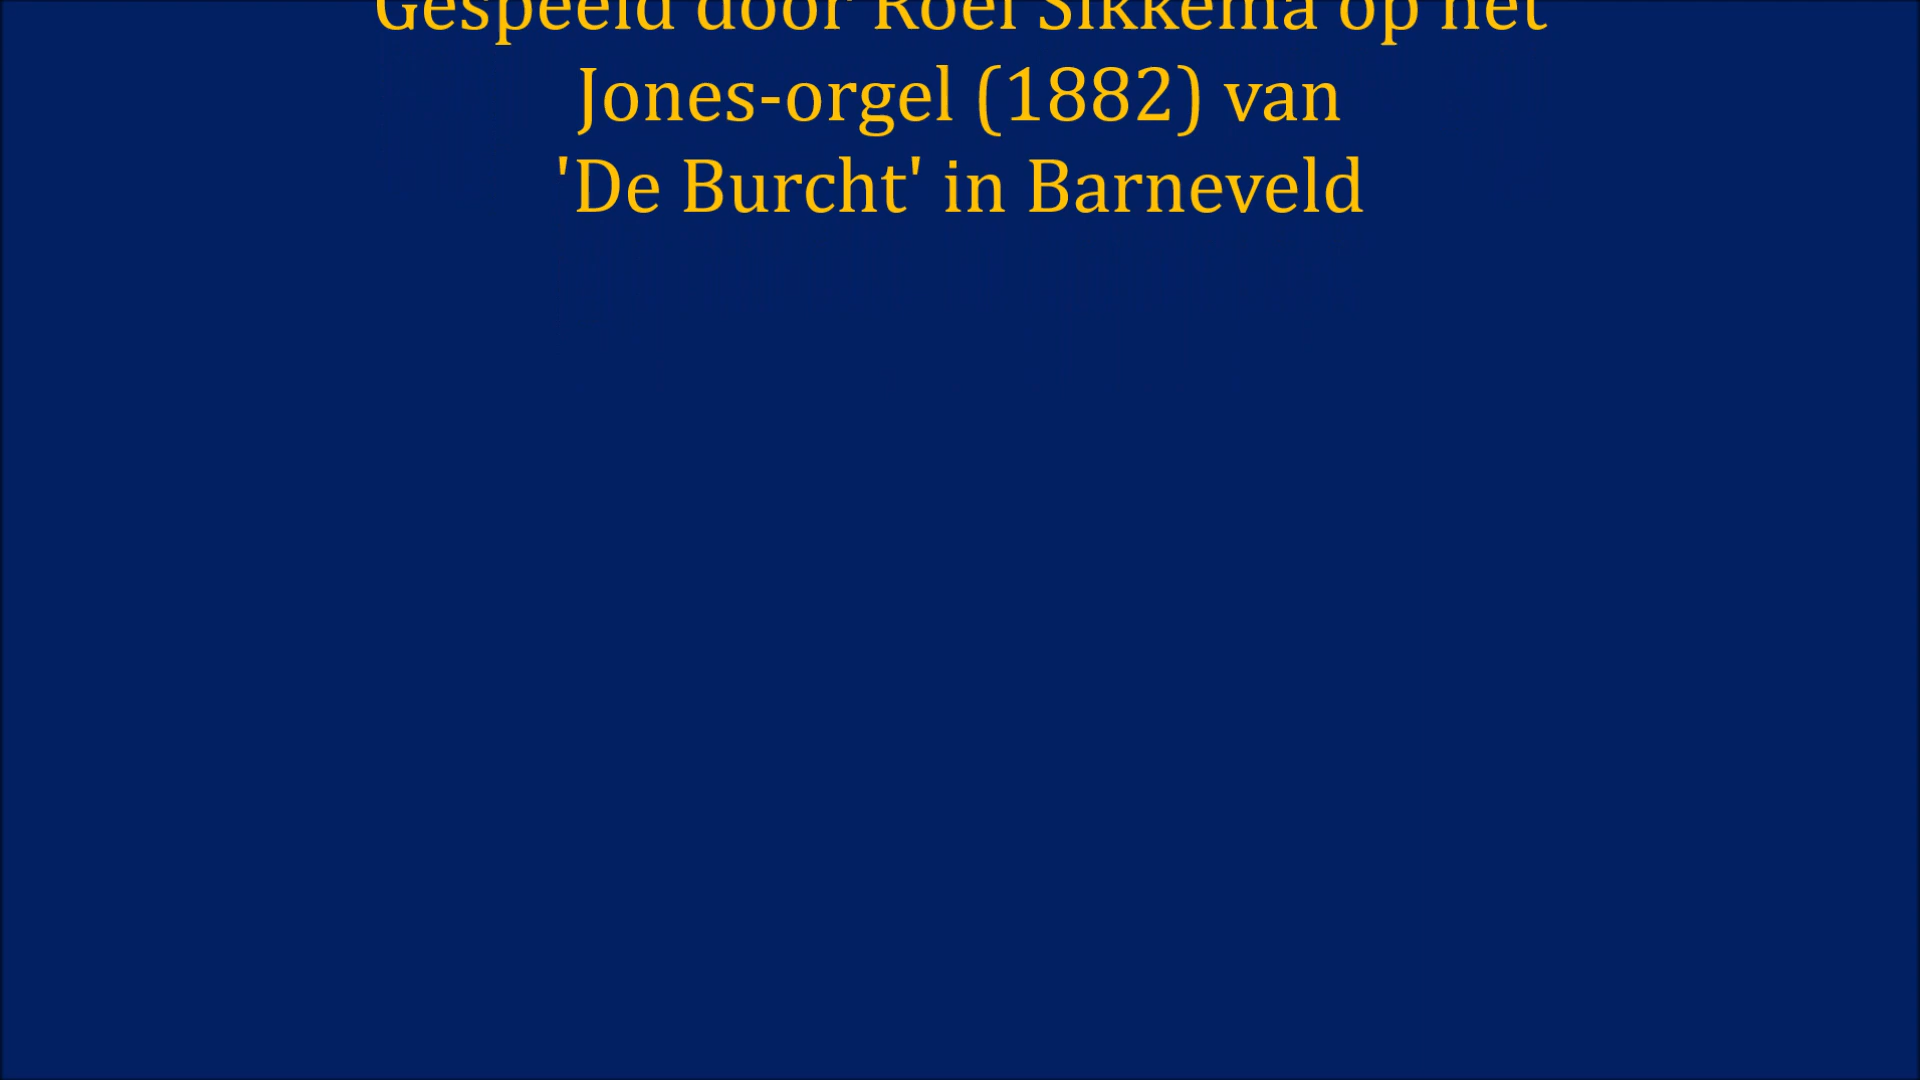 Gespeeld door Roel Sikkema op het
Jones-orgel (1882) van
'De Burcht' in Barneveld